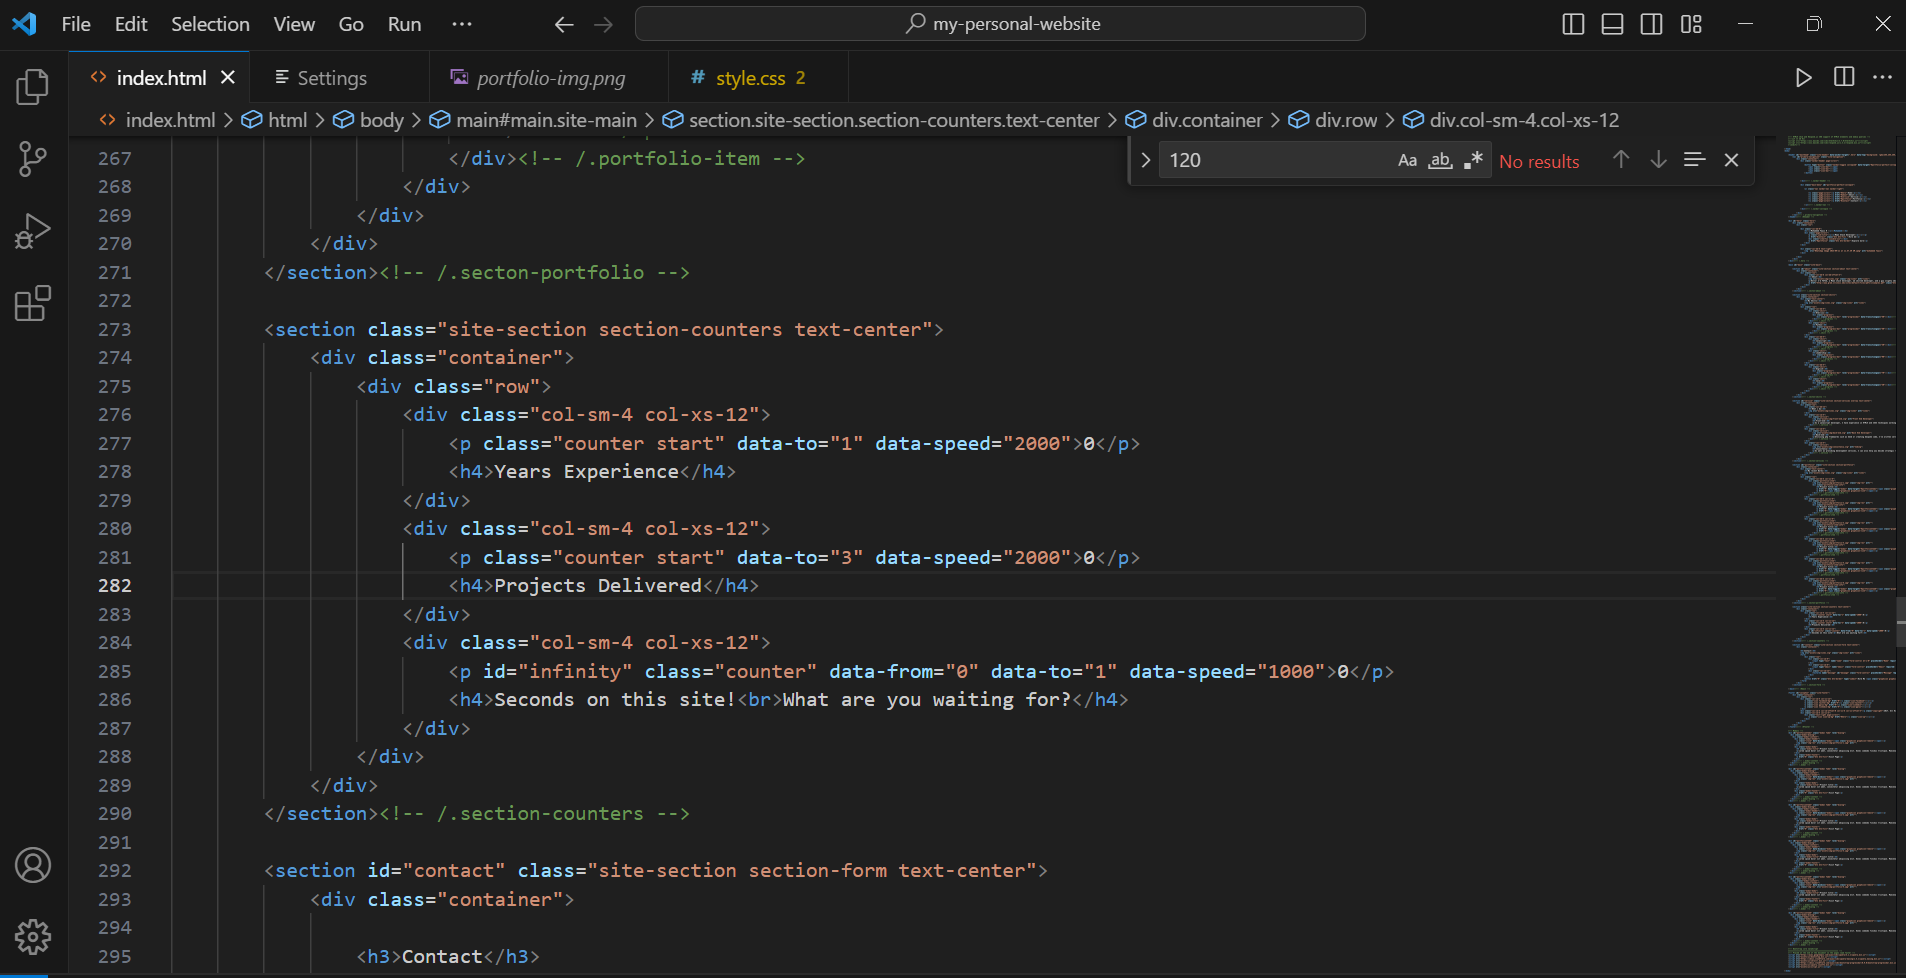 File Edit Selection View Go Run ··· my-personal-website
index.html Settings portfolio-img.png # style.css 2
index.html > html > body > main#main.site-main > section.site-section.section-counters.text-center > div.container > div.row > div.col-sm-4.col-xs-12
120 Aa ab .* No results
267 </div><!-- /.portfolio-item -->
268 </div>
269 </div>
270 </div>
271 </section><!-- /.secton-portfolio -->
272
273 <section class="site-section section-counters text-center">
274 <div class="container">
275 <div class="row">
276 <div class="col-sm-4 col-xs-12">
277 <p class="counter start" data-to="1" data-speed="2000">0</p>
278 <h4>Years Experience</h4>
279 </div>
280 <div class="col-sm-4 col-xs-12">
281 <p class="counter start" data-to="3" data-speed="2000">0</p>
282 <h4>Projects Delivered</h4>
283 </div>
284 <div class="col-sm-4 col-xs-12">
285 <p id="infinity" class="counter" data-from="0" data-to="1" data-speed="1000">0</p>
286 <h4>Seconds on this site!<br>What are you waiting for?</h4>
287 </div>
288 </div>
289 </div>
290 </section><!-- /.section-counters -->
291
292 <section id="contact" class="site-section section-form text-center">
293 <div class="container">
294
295 <h3>Contact</h3>